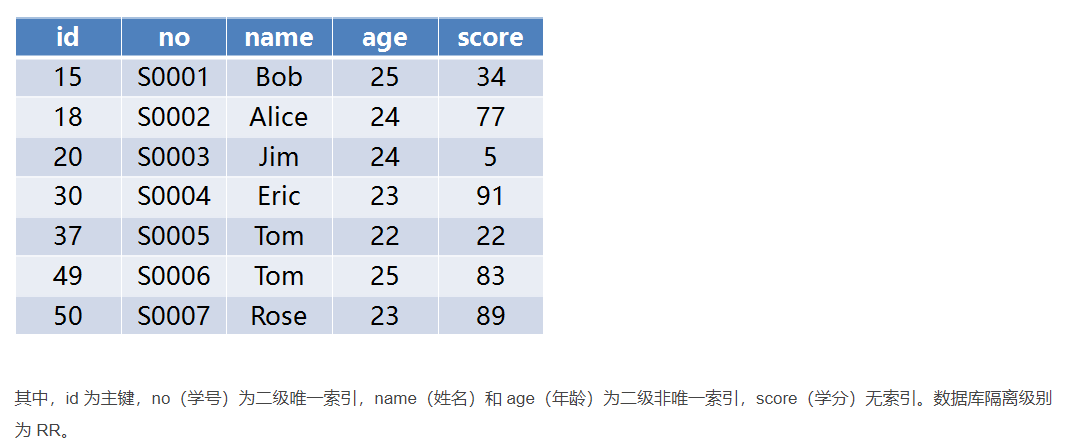 id no name age score
15 S0001 Bob 25 34
18 S0002 Alice 24 77
20 S0003 Jim 24 5
30 S0004 Eric 23 91
37 S0005 Tom 22 22
49 S0006 Tom 25 83
50 S0007 Rose 23 89
其中，id 为主键，no（学号）为二级唯一索引，name（姓名）和 age（年龄）为二级非唯一索引，score（学分）无索引。数据库隔离级别
为 RR。